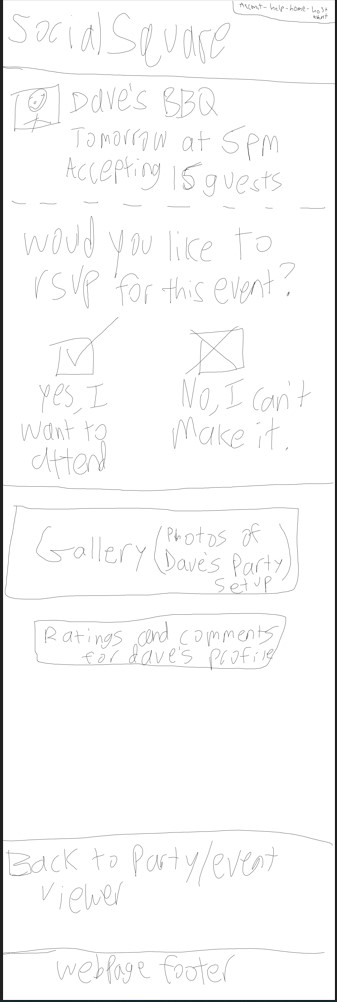 Account-help-home-host
event
Social Square
Dave's BBQ
Tomorrow at 5pm
Accepting 15 guests
Would you like to
rsvp for this event?
Yes, I
want to
attend
No, I can't
Make it.
Gallery (Photos of
Dave's Party
setup)
Ratings and comments
for dave's profile
Back to Party/event
viewer
webpage footer